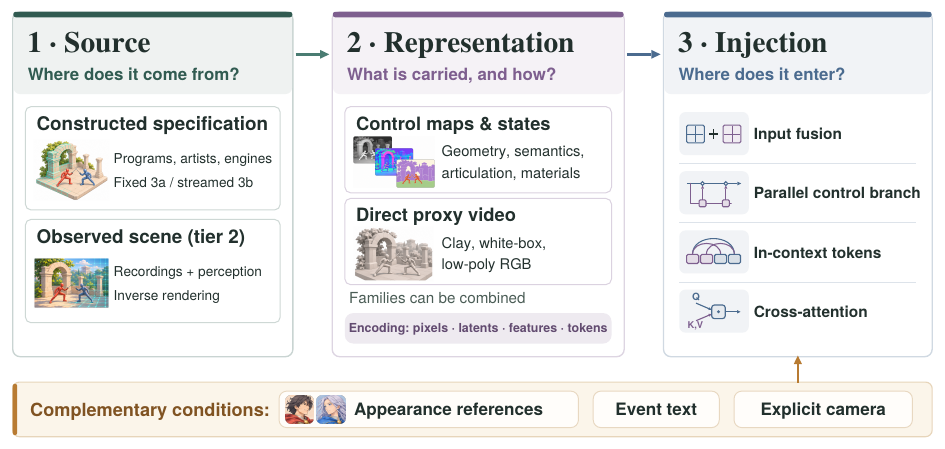 1 · Source
Where does it come from?
Constructed specification
Programs, artists, engines
Fixed 3a / streamed 3b
Observed scene (tier 2)
Recordings + perception
Inverse rendering
2 · Representation
What is carried, and how?
Control maps & states
Geometry, semantics,
articulation, materials
Direct proxy video
Clay, white-box,
low-poly RGB
Families can be combined
Encoding: pixels · latents · features · tokens
3 · Injection
Where does it enter?
+
Input fusion
Parallel control branch
In-context tokens
Q
K,V
Cross-attention
Complementary conditions:
Appearance references
Event text
Explicit camera